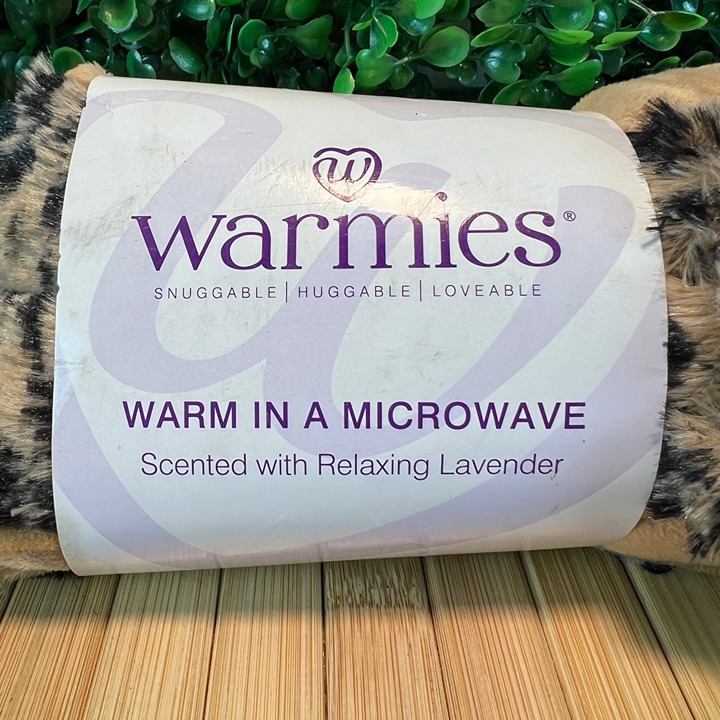 w
warmies®
SNUGGABLE | HUGGABLE | LOVEABLE
WARM IN A MICROWAVE
Scented with Relaxing Lavender